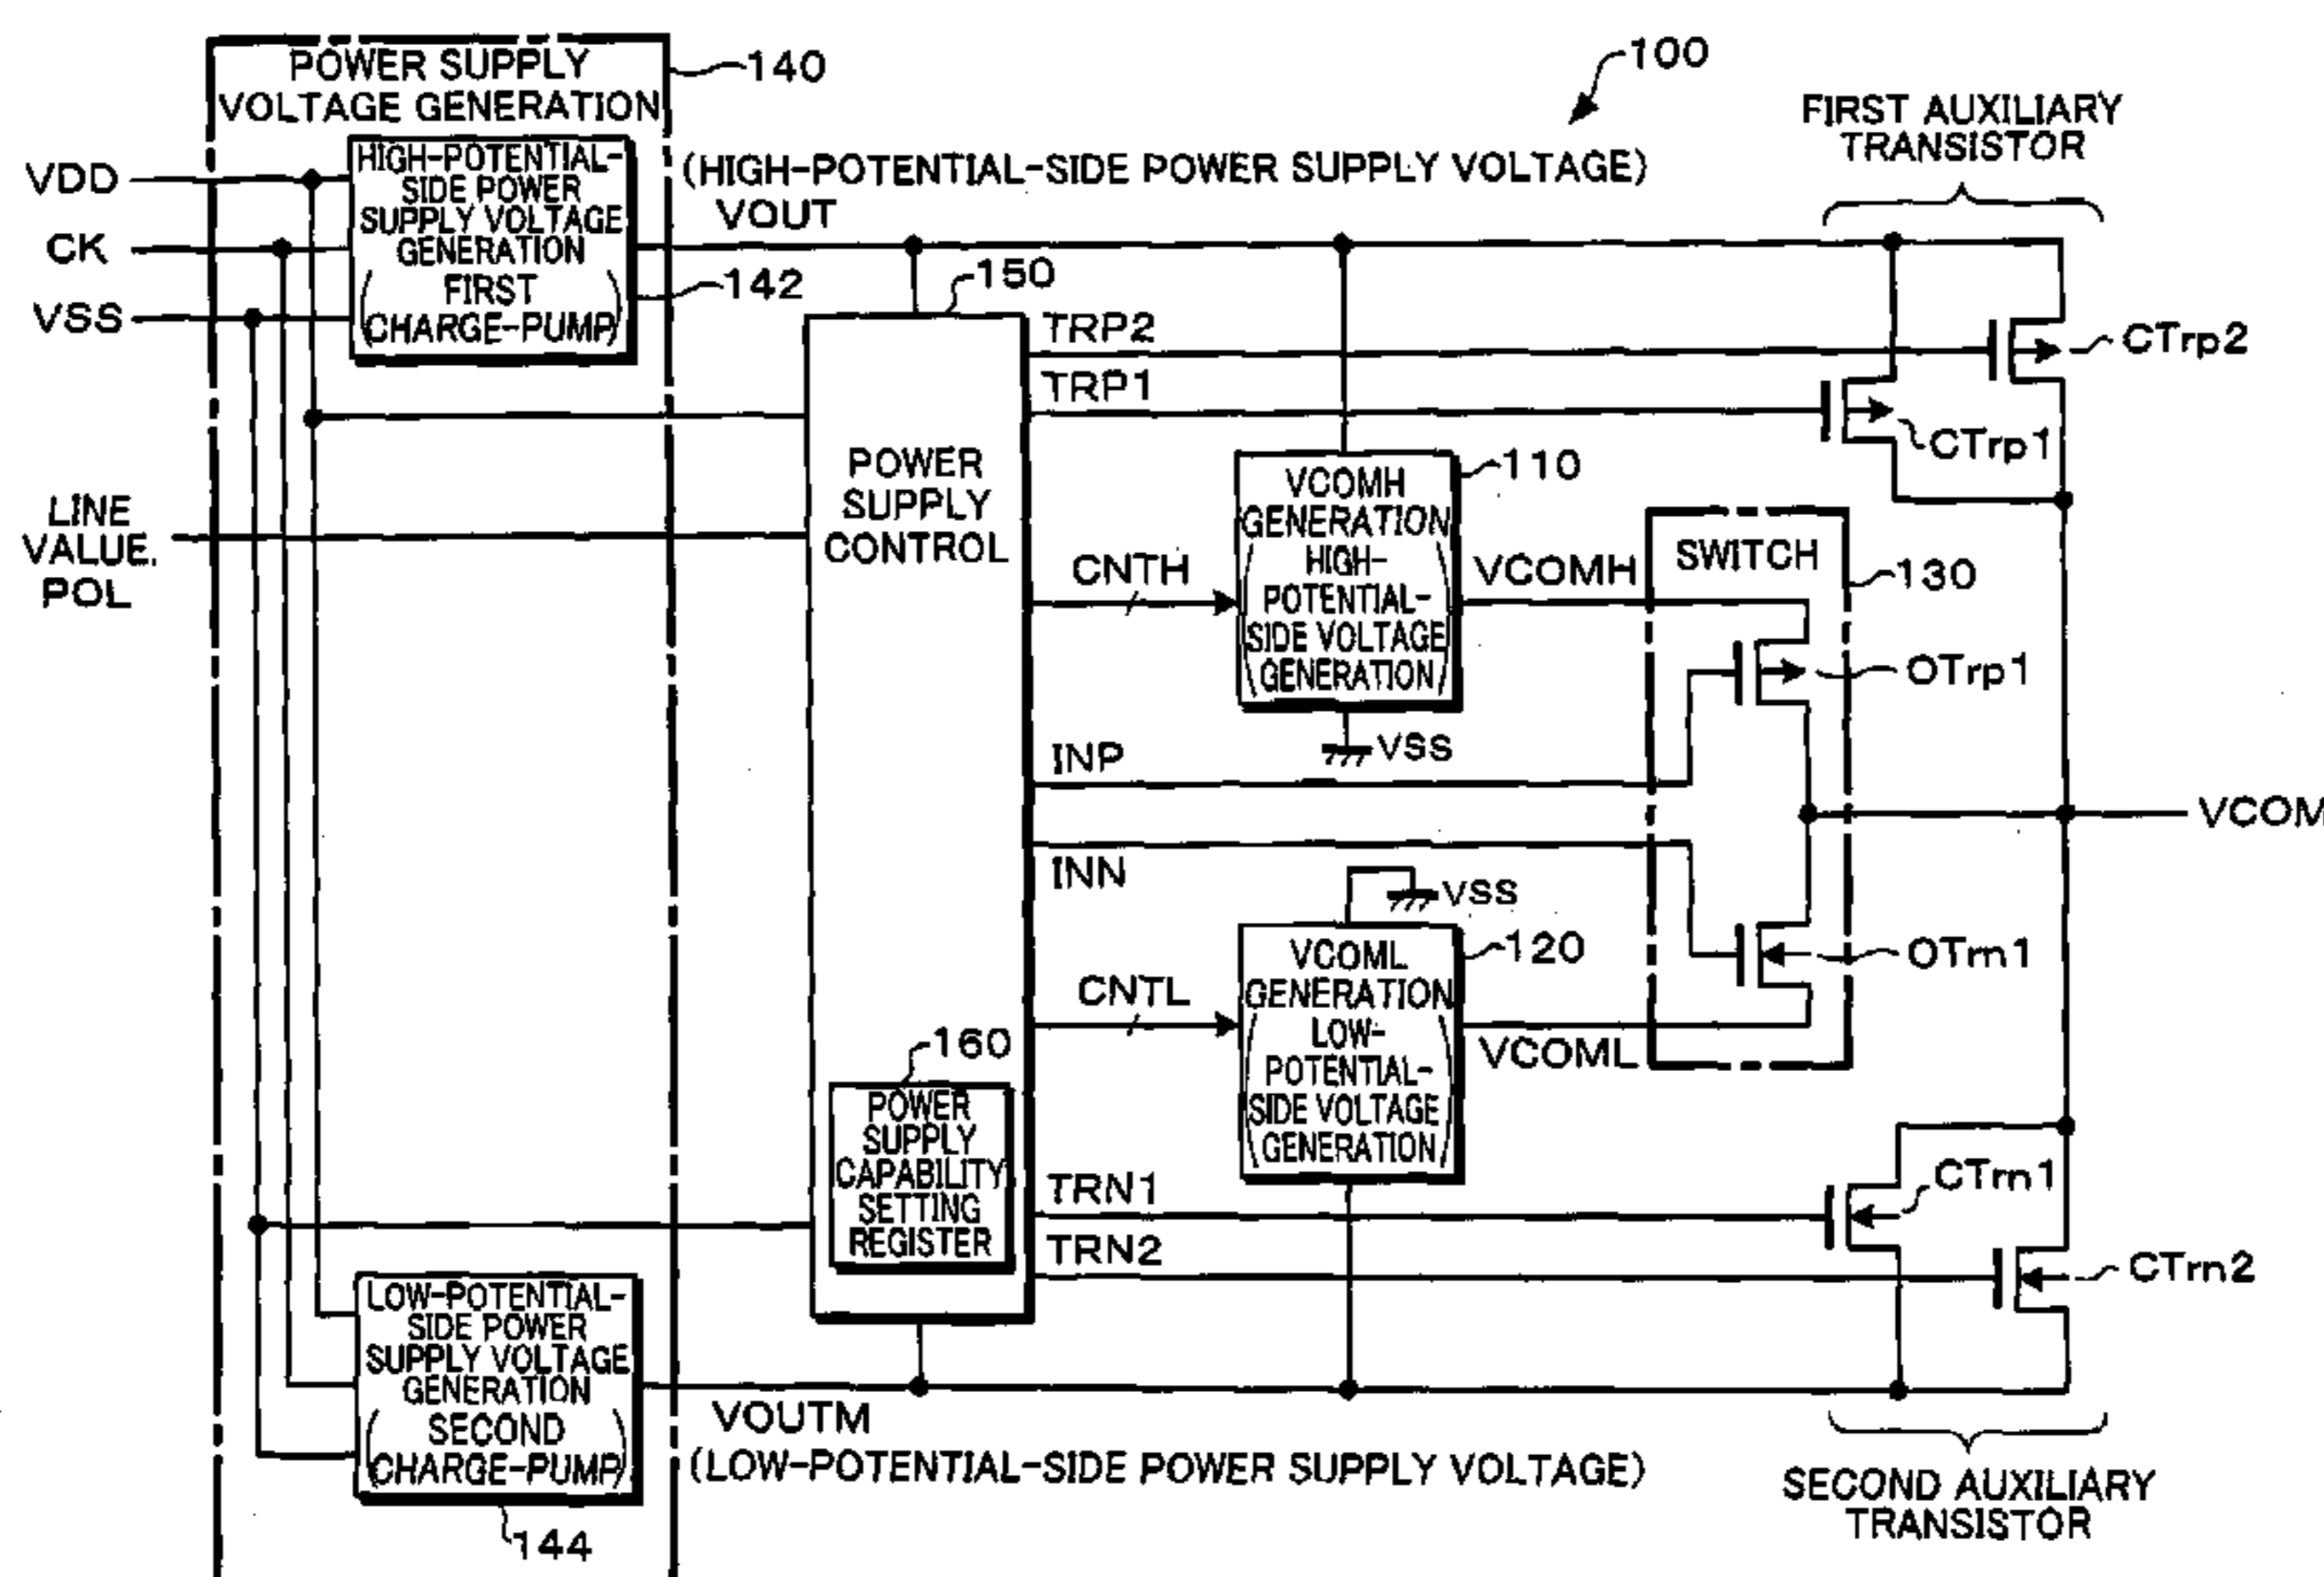 POWER SUPPLY
VOLTAGE GENERATION
140
100
FIRST AUXILIARY
TRANSISTOR
VDD
CK
VSS
HIGH-POTENTIAL-
SIDE POWER
SUPPLY VOLTAGE
GENERATION
(FIRST
CHARGE-PUMP)
142
(HIGH-POTENTIAL-SIDE POWER SUPPLY VOLTAGE)
VOUT
150
TRP2
TRP1
CTrp2
CTrp1
LINE
VALUE.
POL
POWER
SUPPLY
CONTROL
CNTH
VCOMH
GENERATION
(HIGH-
POTENTIAL-
SIDE VOLTAGE
GENERATION)
110
VSS
VCOMH
SWITCH
130
OTrp1
INP
INN
VCOM
VSS
VCOML
GENERATION
(LOW-
POTENTIAL-
SIDE VOLTAGE
GENERATION)
120
CNTL
VCOML
OTrn1
160
POWER
SUPPLY
CAPABILITY
SETTING
REGISTER
TRN1
TRN2
CTrn1
CTrn2
LOW-POTENTIAL-
SIDE POWER
SUPPLY VOLTAGE
GENERATION
(SECOND
CHARGE-PUMP)
144
VOUTM
(LOW-POTENTIAL-SIDE POWER SUPPLY VOLTAGE)
SECOND AUXILIARY
TRANSISTOR